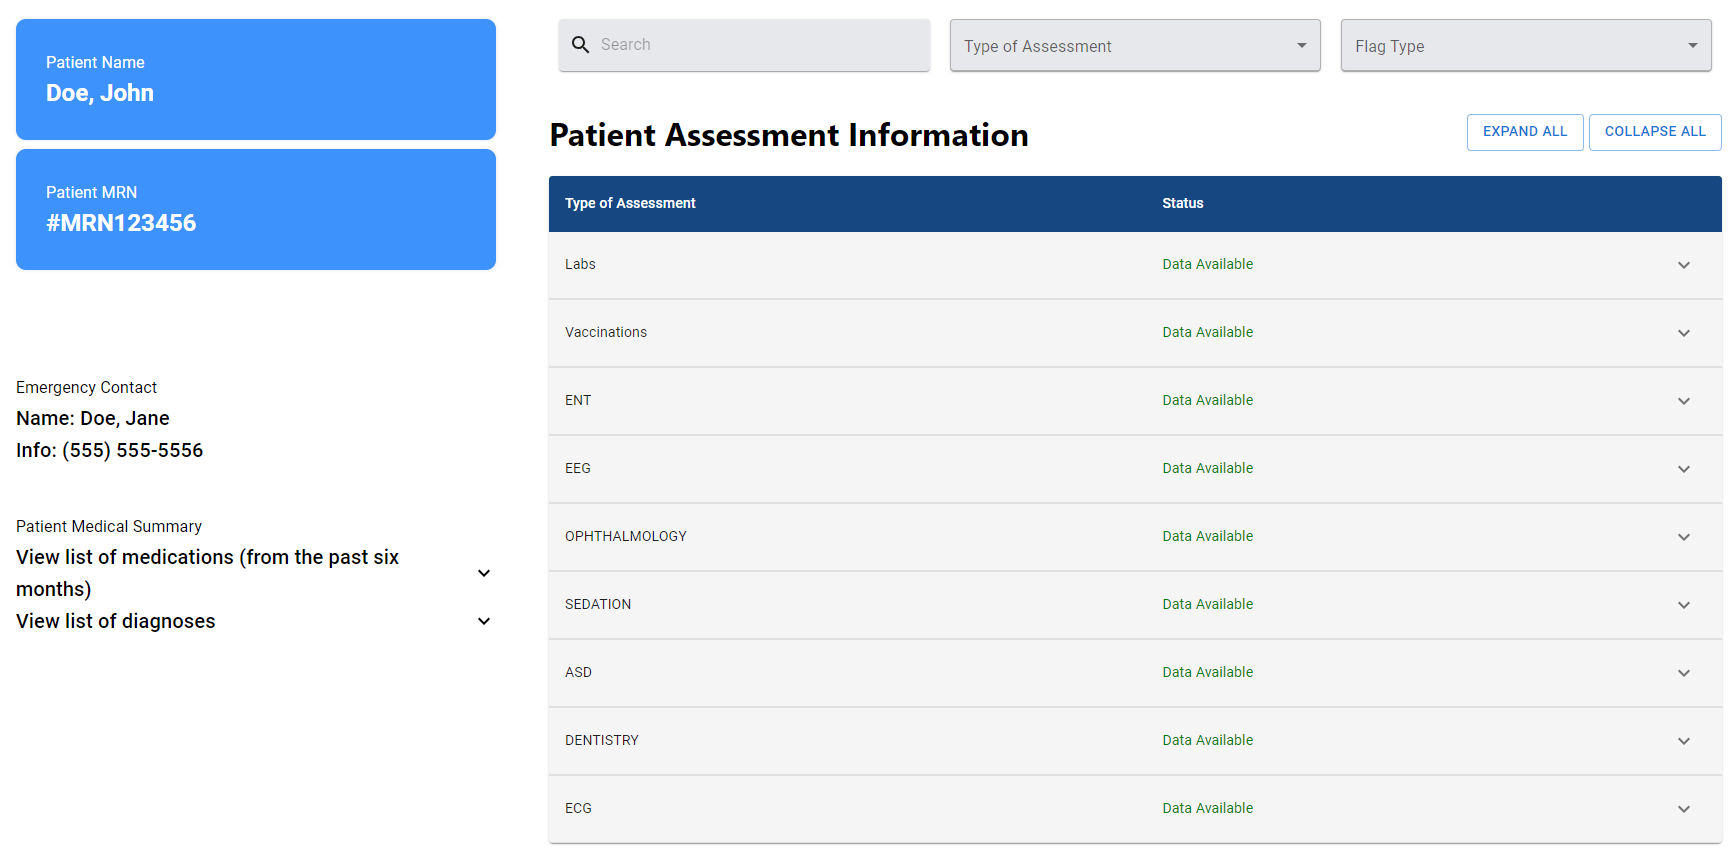 Patient Name
Doe, John
Patient MRN
#MRN123456
Emergency Contact
Name: Doe, Jane
Info: (555) 555-5556
Patient Medical Summary
View list of medications (from the past six
months)
View list of diagnoses
Search
Type of Assessment
Flag Type
Patient Assessment Information
EXPAND ALL
COLLAPSE ALL
Type of Assessment Status
Labs Data Available
Vaccinations Data Available
ENT Data Available
EEG Data Available
OPHTHALMOLOGY Data Available
SEDATION Data Available
ASD Data Available
DENTISTRY Data Available
ECG Data Available